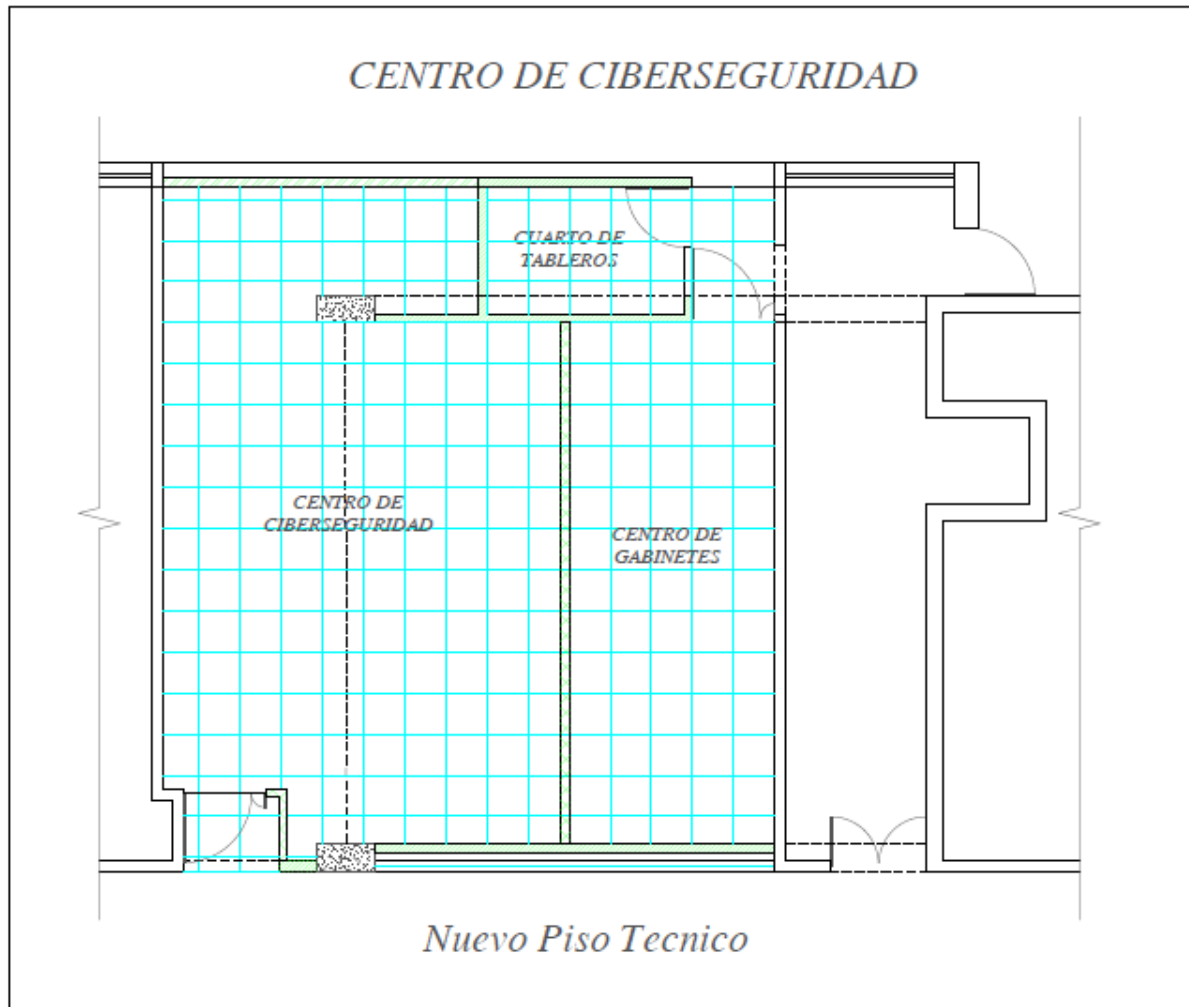 CENTRO DE CIBERSEGURIDAD
CUARTO DE
TABLEROS
CENTRO DE
CIBERSEGURIDAD
CENTRO DE
GABINETES
Nuevo Piso Tecnico